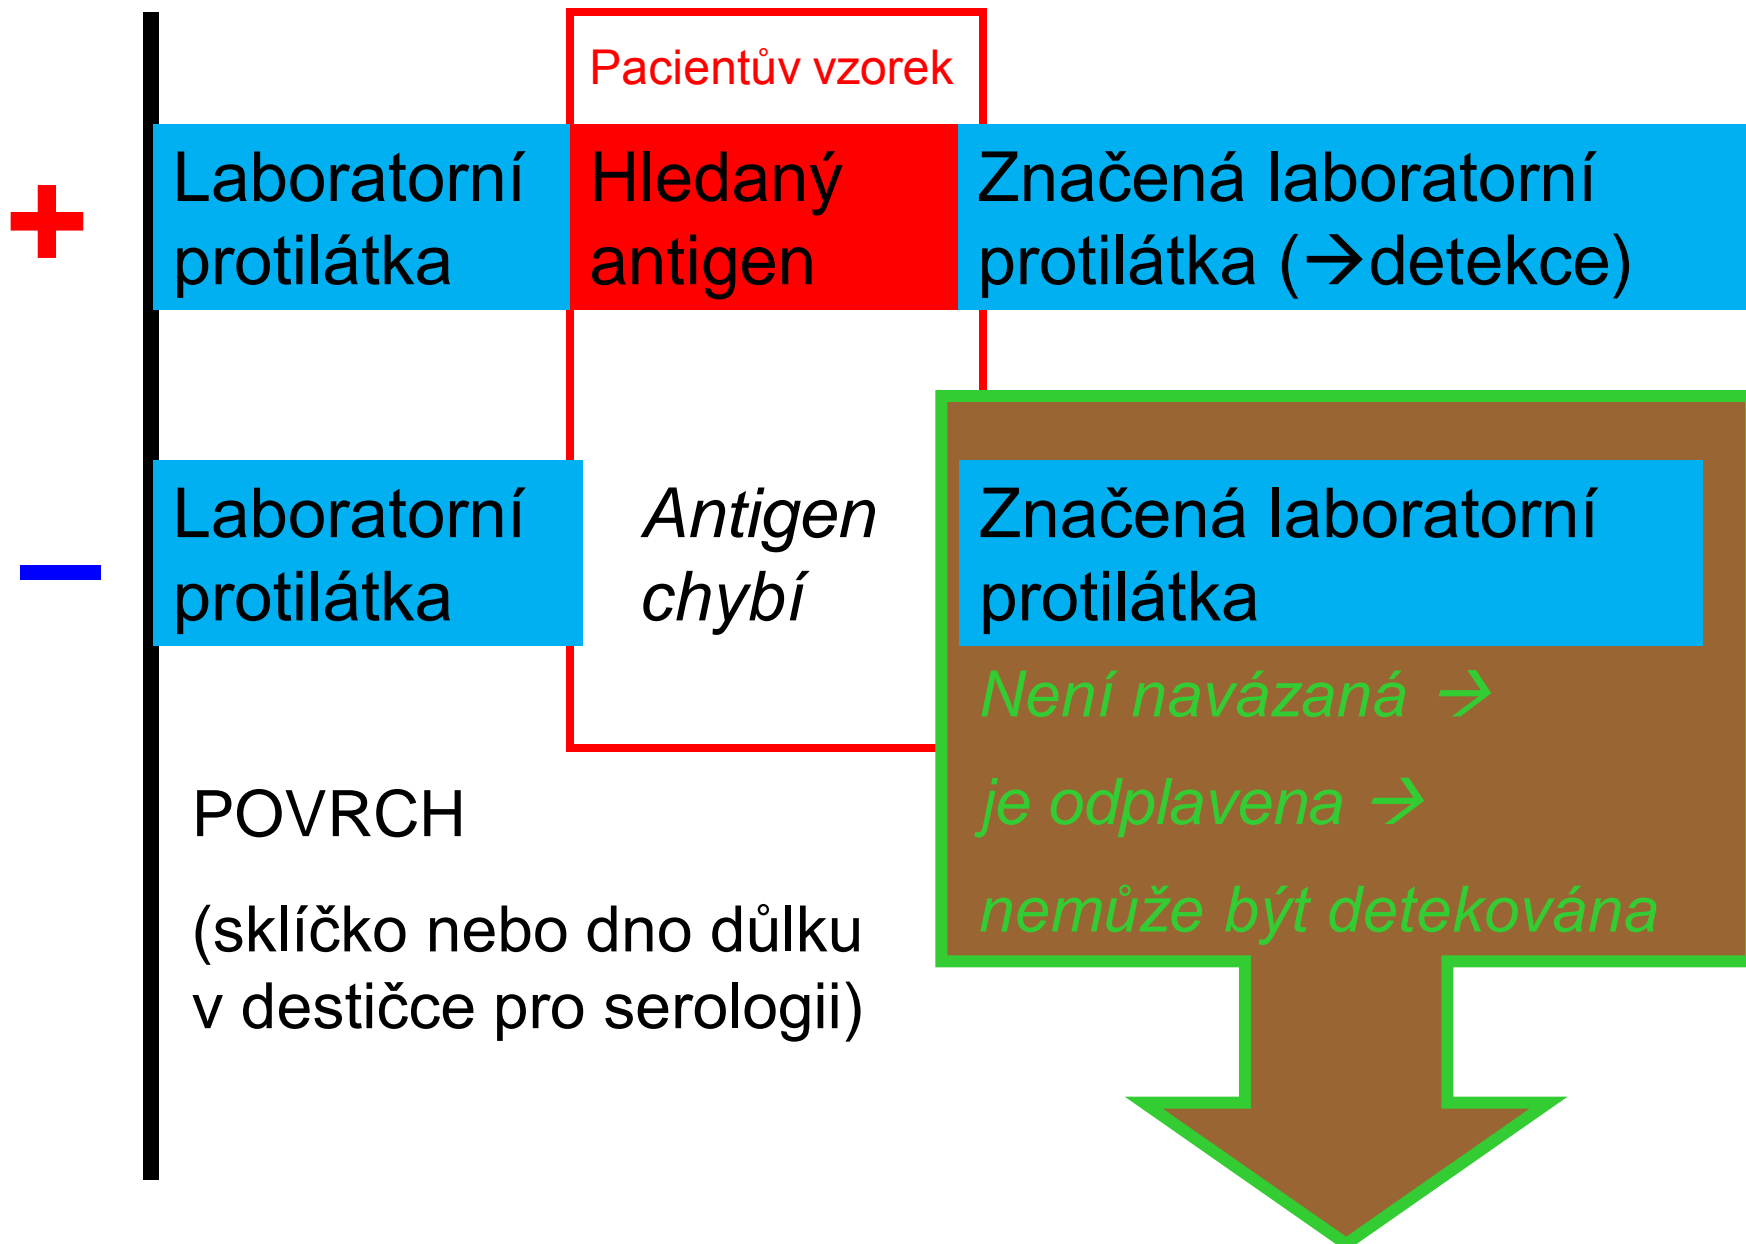 Pacientův vzorek
+
Laboratorní
protilátka
Hledaný
antigen
Značená laboratorní
protilátka (→detekce)
–
Laboratorní
protilátka
Antigen
chybí
Značená laboratorní
protilátka
Není navázaná →
je odplavena →
nemůže být detekována
POVRCH
(sklíčko nebo dno důlku
v destičce pro serologii)